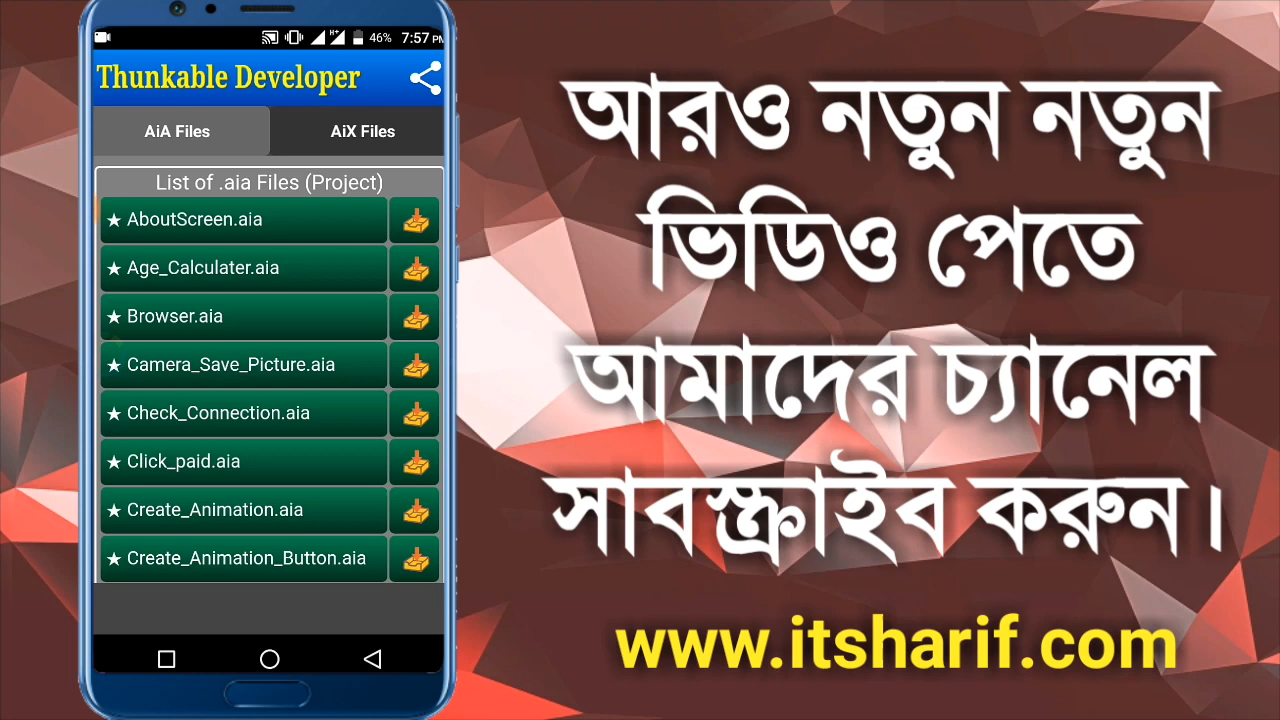 46% 7:57 PM
Thunkable Developer
AiA Files AiX Files
List of .aia Files (Project)
★ AboutScreen.aia
★ Age_Calculater.aia
★ Browser.aia
★ Camera_Save_Picture.aia
★ Check_Connection.aia
★ Click_paid.aia
★ Create_Animation.aia
★ Create_Animation_Button.aia
আরও নতুন নতুন
ভিডিও পেতে
আমাদের চ্যানেল
সাবস্ক্রাইব করুন।
www.itsharif.com